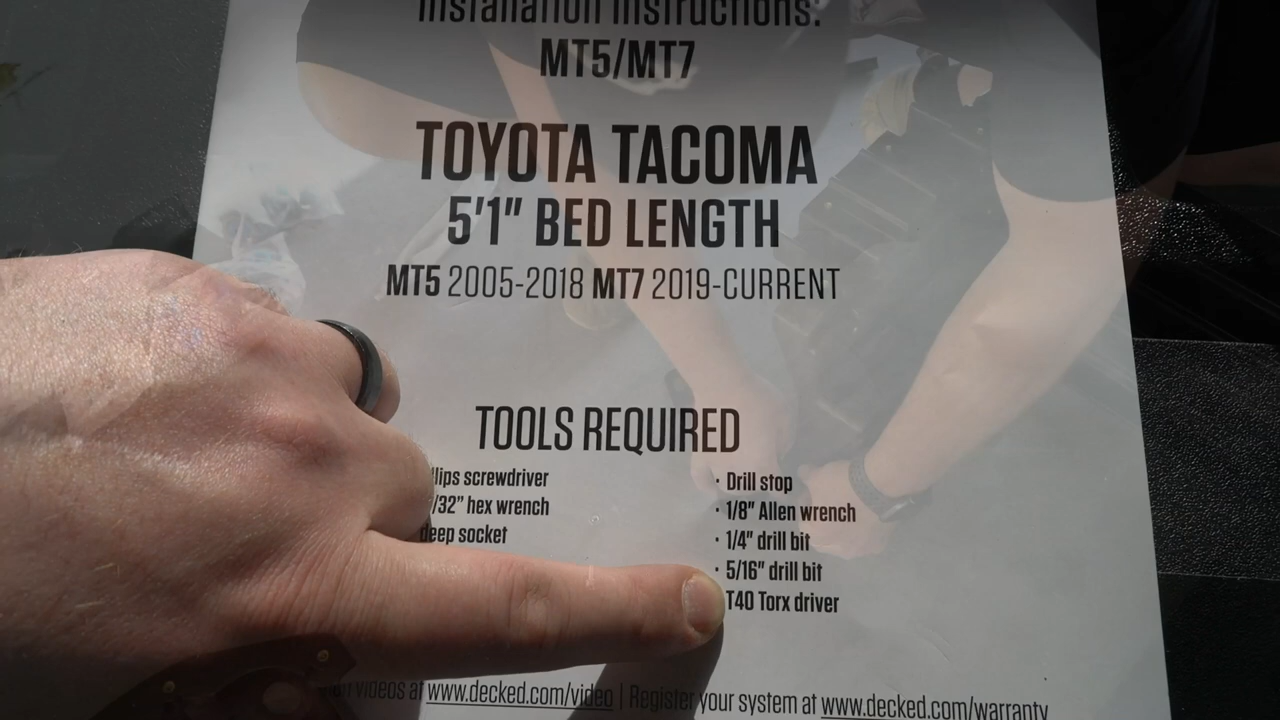 Installation Instructions:
MT5/MT7
TOYOTA TACOMA
5'1" BED LENGTH
MT5 2005-2018 MT7 2019-CURRENT
TOOLS REQUIRED
llips screwdriver
/32" hex wrench
deep socket
· Drill stop
· 1/8" Allen wrench
· 1/4" drill bit
· 5/16" drill bit
T40 Torx driver
videos at www.decked.com/video | Register your system at www.decked.com/warranty